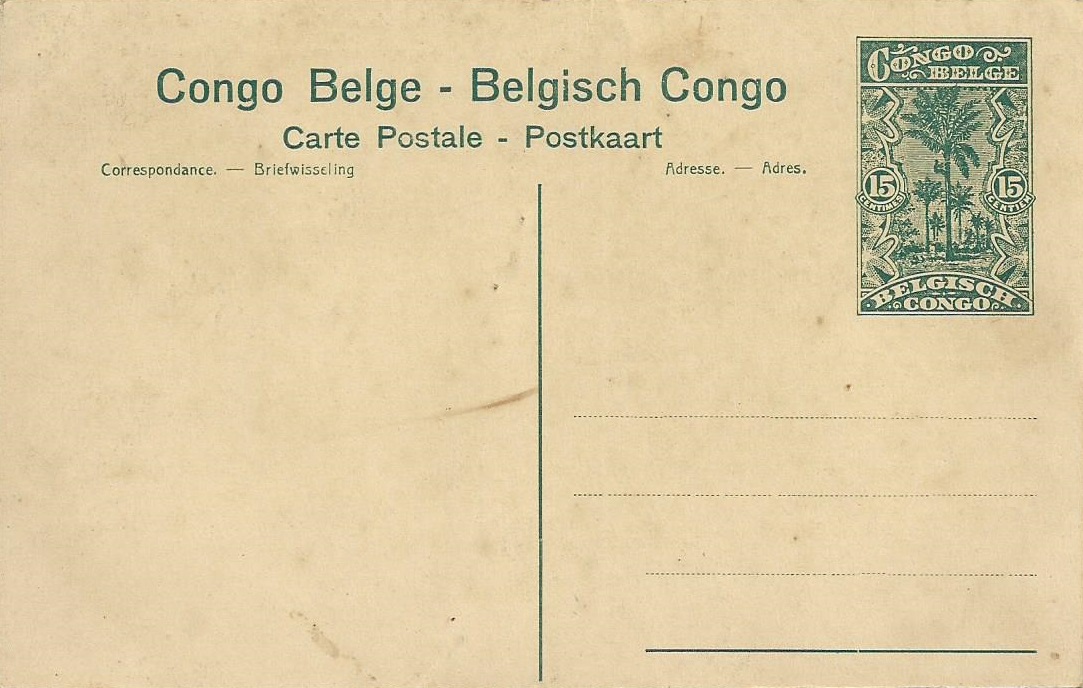 Congo Belge - Belgisch Congo
Carte Postale - Postkaart
Correspondance. — Briefwisseling
Adresse. — Adres.
CONGO
BELGE
15
CENTIMES
15
CENTIEM
BELGISCH
CONGO